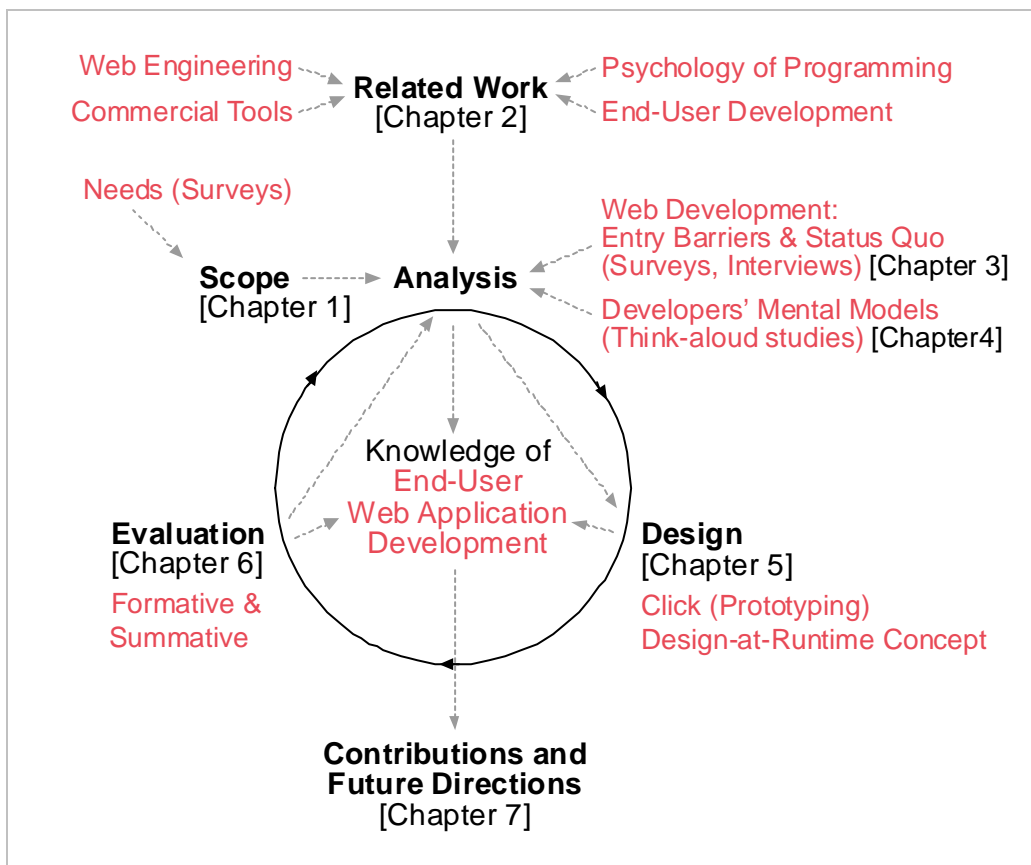 Web Engineering
Commercial Tools
Related Work
[Chapter 2]
Psychology of Programming
End-User Development
Needs (Surveys)
Scope
[Chapter 1]
Analysis
Web Development:
Entry Barriers & Status Quo
(Surveys, Interviews) [Chapter 3]
Developers’ Mental Models
(Think-aloud studies) [Chapter4]
Knowledge of
End-User
Web Application
Development
Evaluation
[Chapter 6]
Formative &
Summative
Design
[Chapter 5]
Click (Prototyping)
Design-at-Runtime Concept
Contributions and
Future Directions
[Chapter 7]